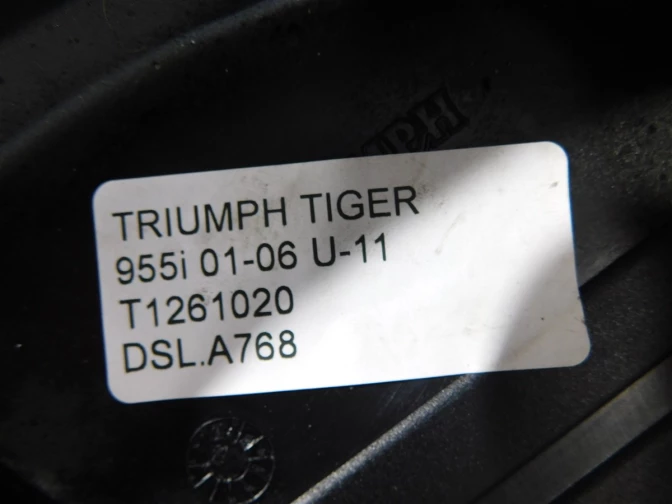 TRIUMPH TIGER
955i 01-06 U-11
T1261020
DSL.A768